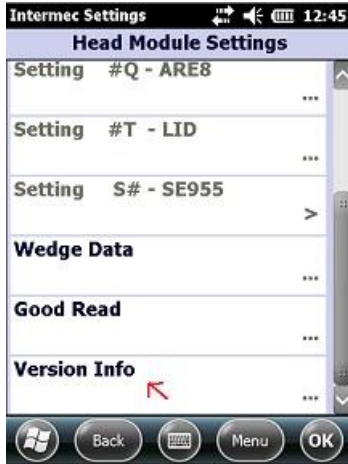 Intermec Settings 12:45
Head Module Settings
Setting #Q - ARE8
...
Setting #T - LID
...
Setting S# - SE955
>
Wedge Data
...
Good Read
...
Version Info
...
Back Menu OK